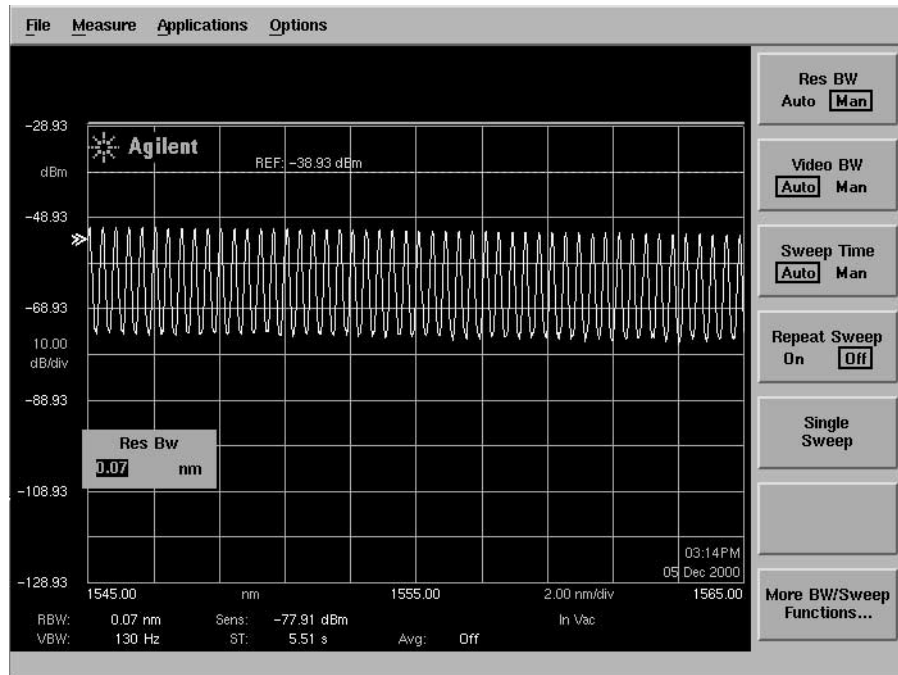 File Measure Applications Options
Res BW
Auto Man
Video BW
Auto Man
Sweep Time
Auto Man
Repeat Sweep
On Off
Single
Sweep
More BW/Sweep
Functions...
-28.93
dBm
-48.93
-68.93
10.00
dB/div
-88.93
-108.93
-128.93
Agilent
REF: -38.93 dBm
Res Bw
0.07 nm
03:14PM
05 Dec 2000
1545.00 nm 1555.00 2.00 nm/div 1565.00
RBW: 0.07 nm Sens: -77.91 dBm In Vac
VBW: 130 Hz ST: 5.51 s Avg: Off